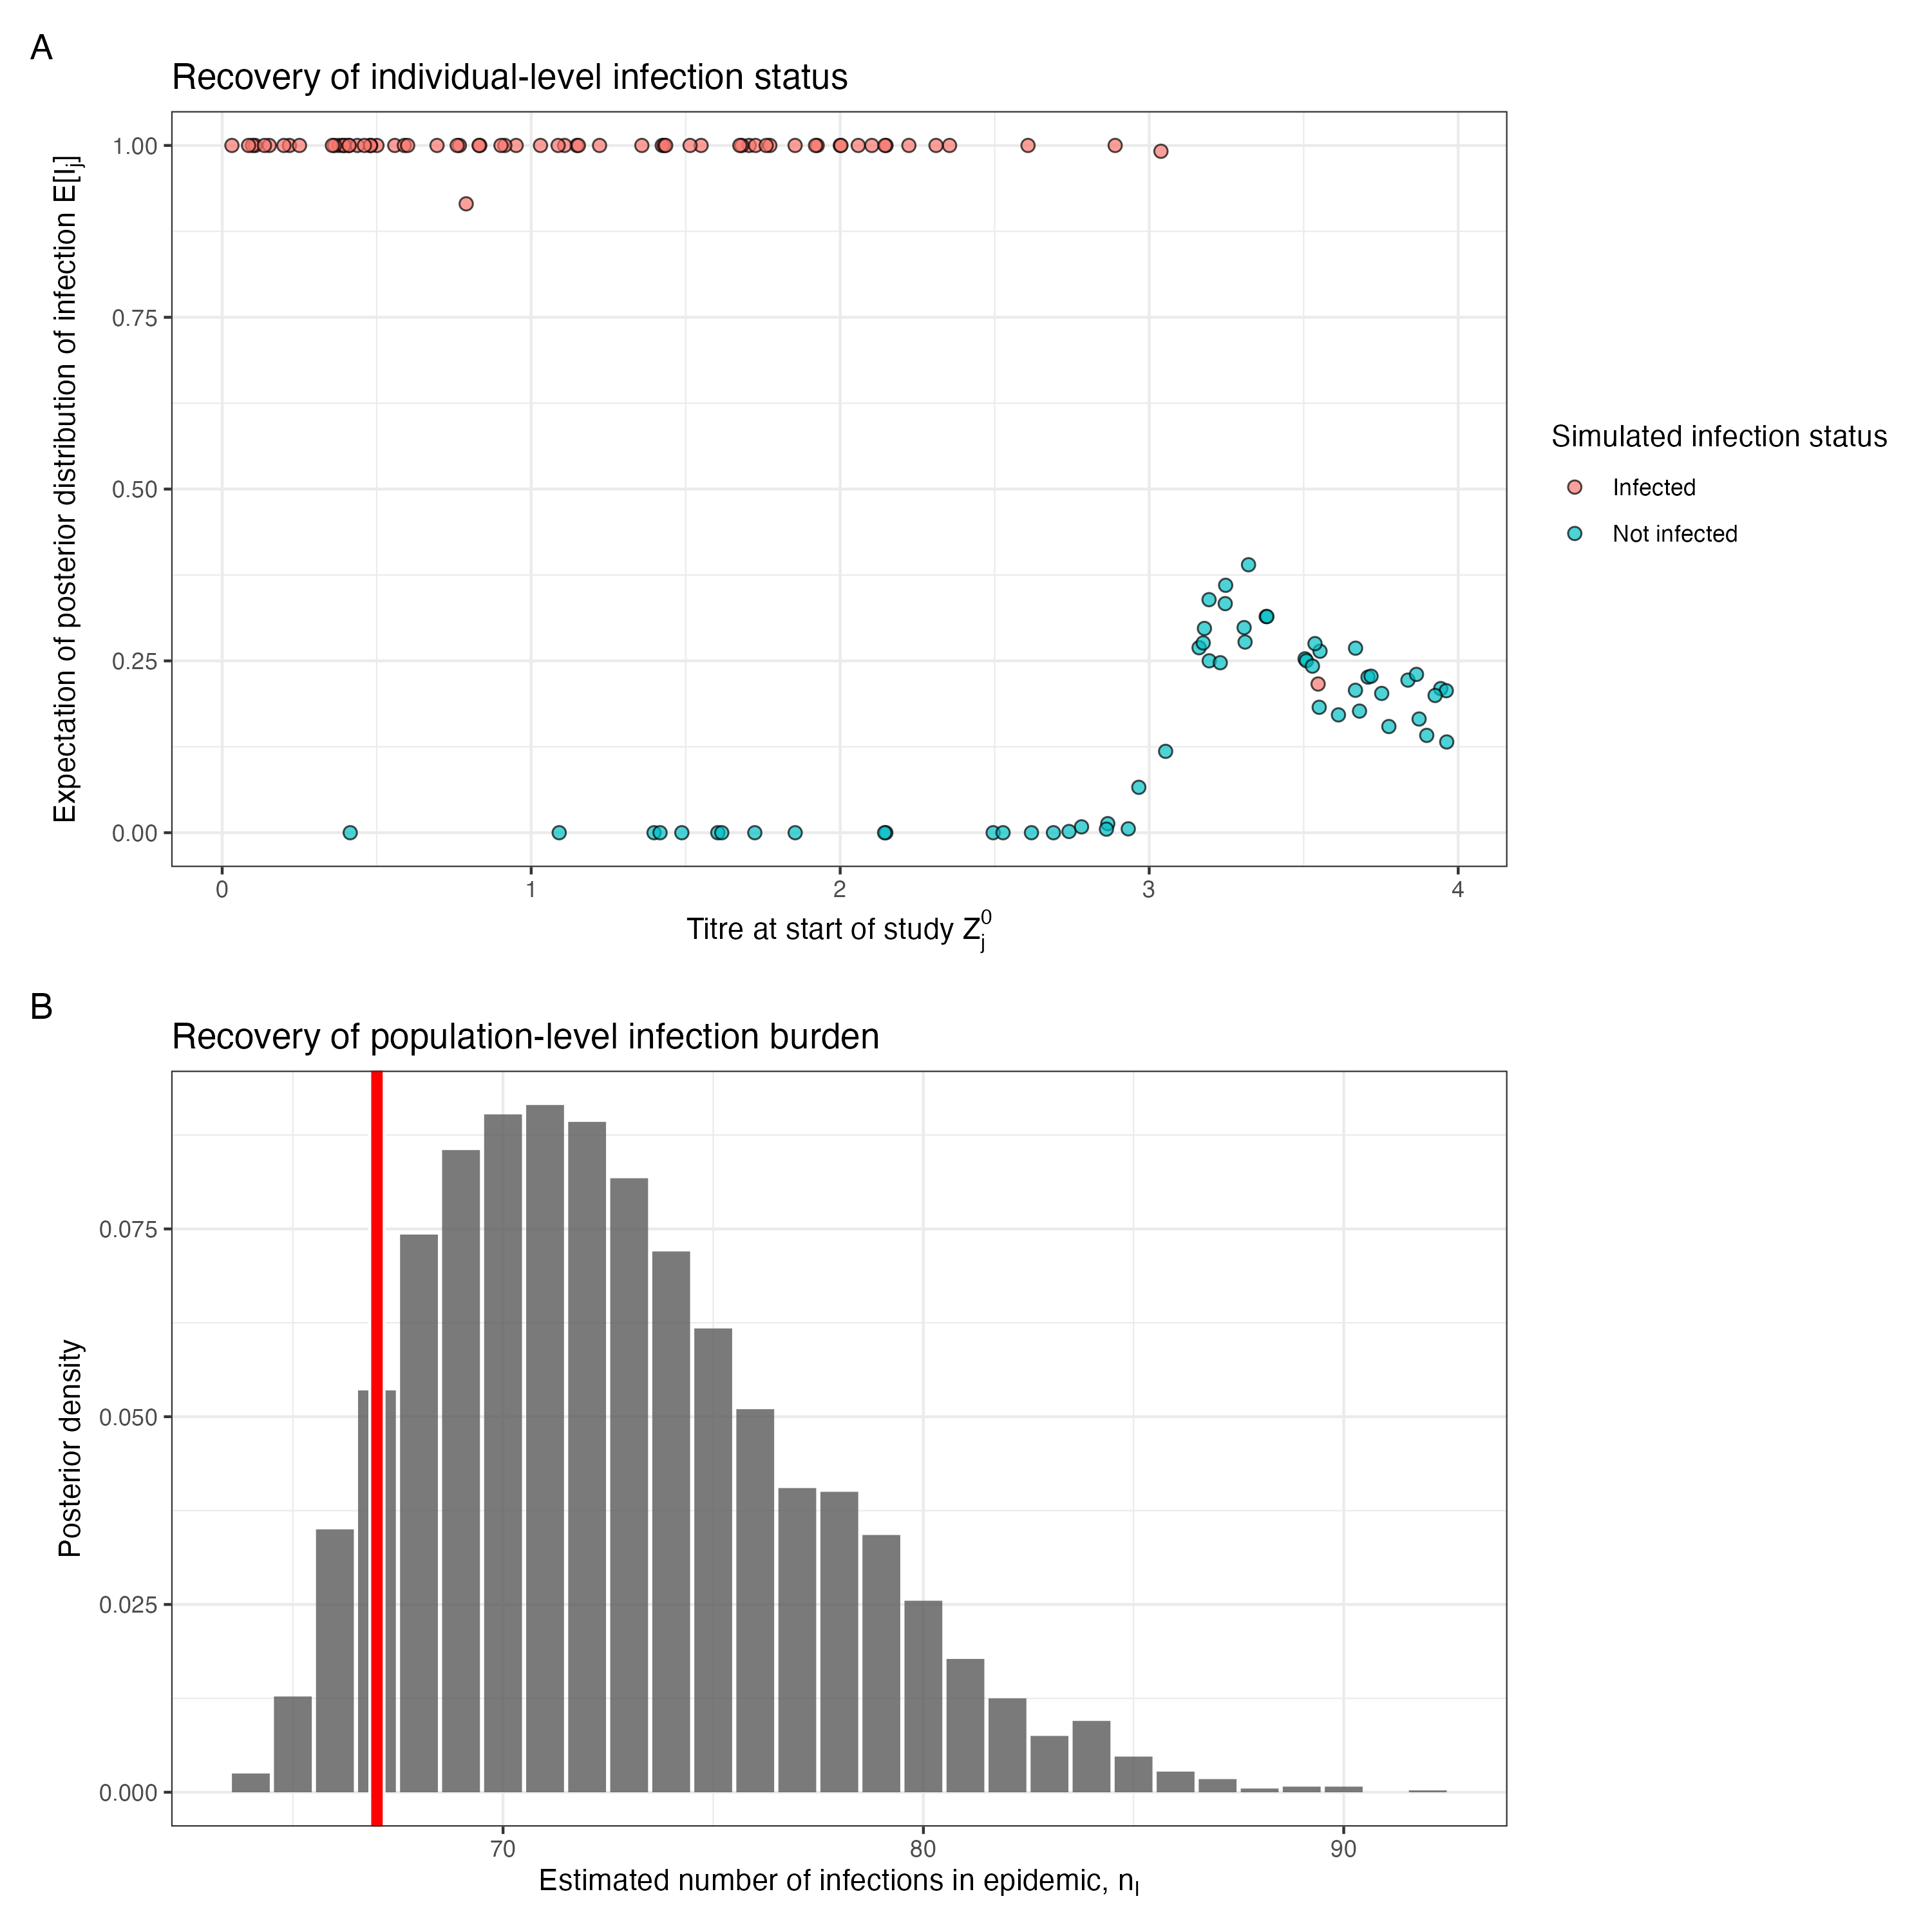 A
Recovery of individual-level infection status
Expectation of posterior distribution of infection E[Ij]
1.00
0.75
0.50
0.25
0.00
0 1 2 3 4
Titre at start of study Z_j^0
Simulated infection status
Infected
Not infected
B
Recovery of population-level infection burden
Posterior density
0.075
0.050
0.025
0.000
70 80 90
Estimated number of infections in epidemic, nI